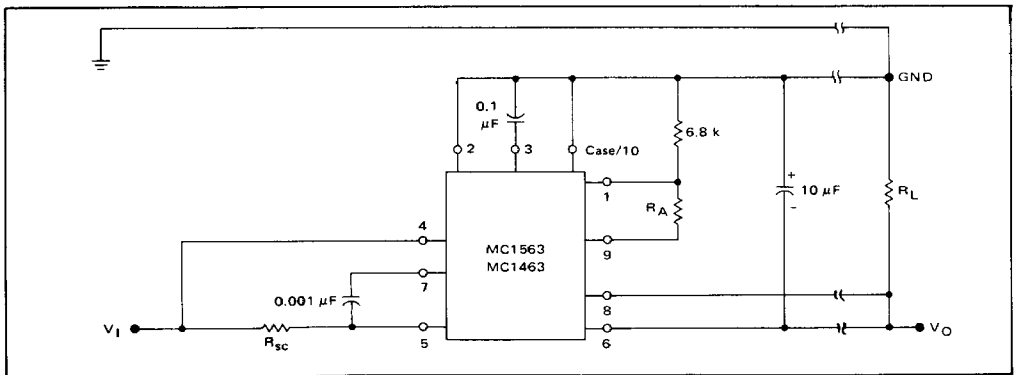 GND
0.1
μF
6.8 k
2
3
Case/10
+
10 μF
-
RL
1
RA
4
MC1563
MC1463
9
7
0.001 μF
8
VI
Rsc
5
6
VO